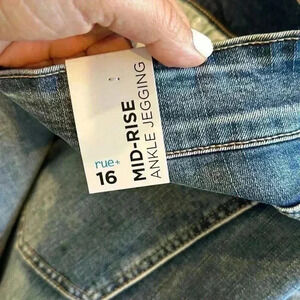 rue+
16
MID-RISE
ANKLE JEGGING